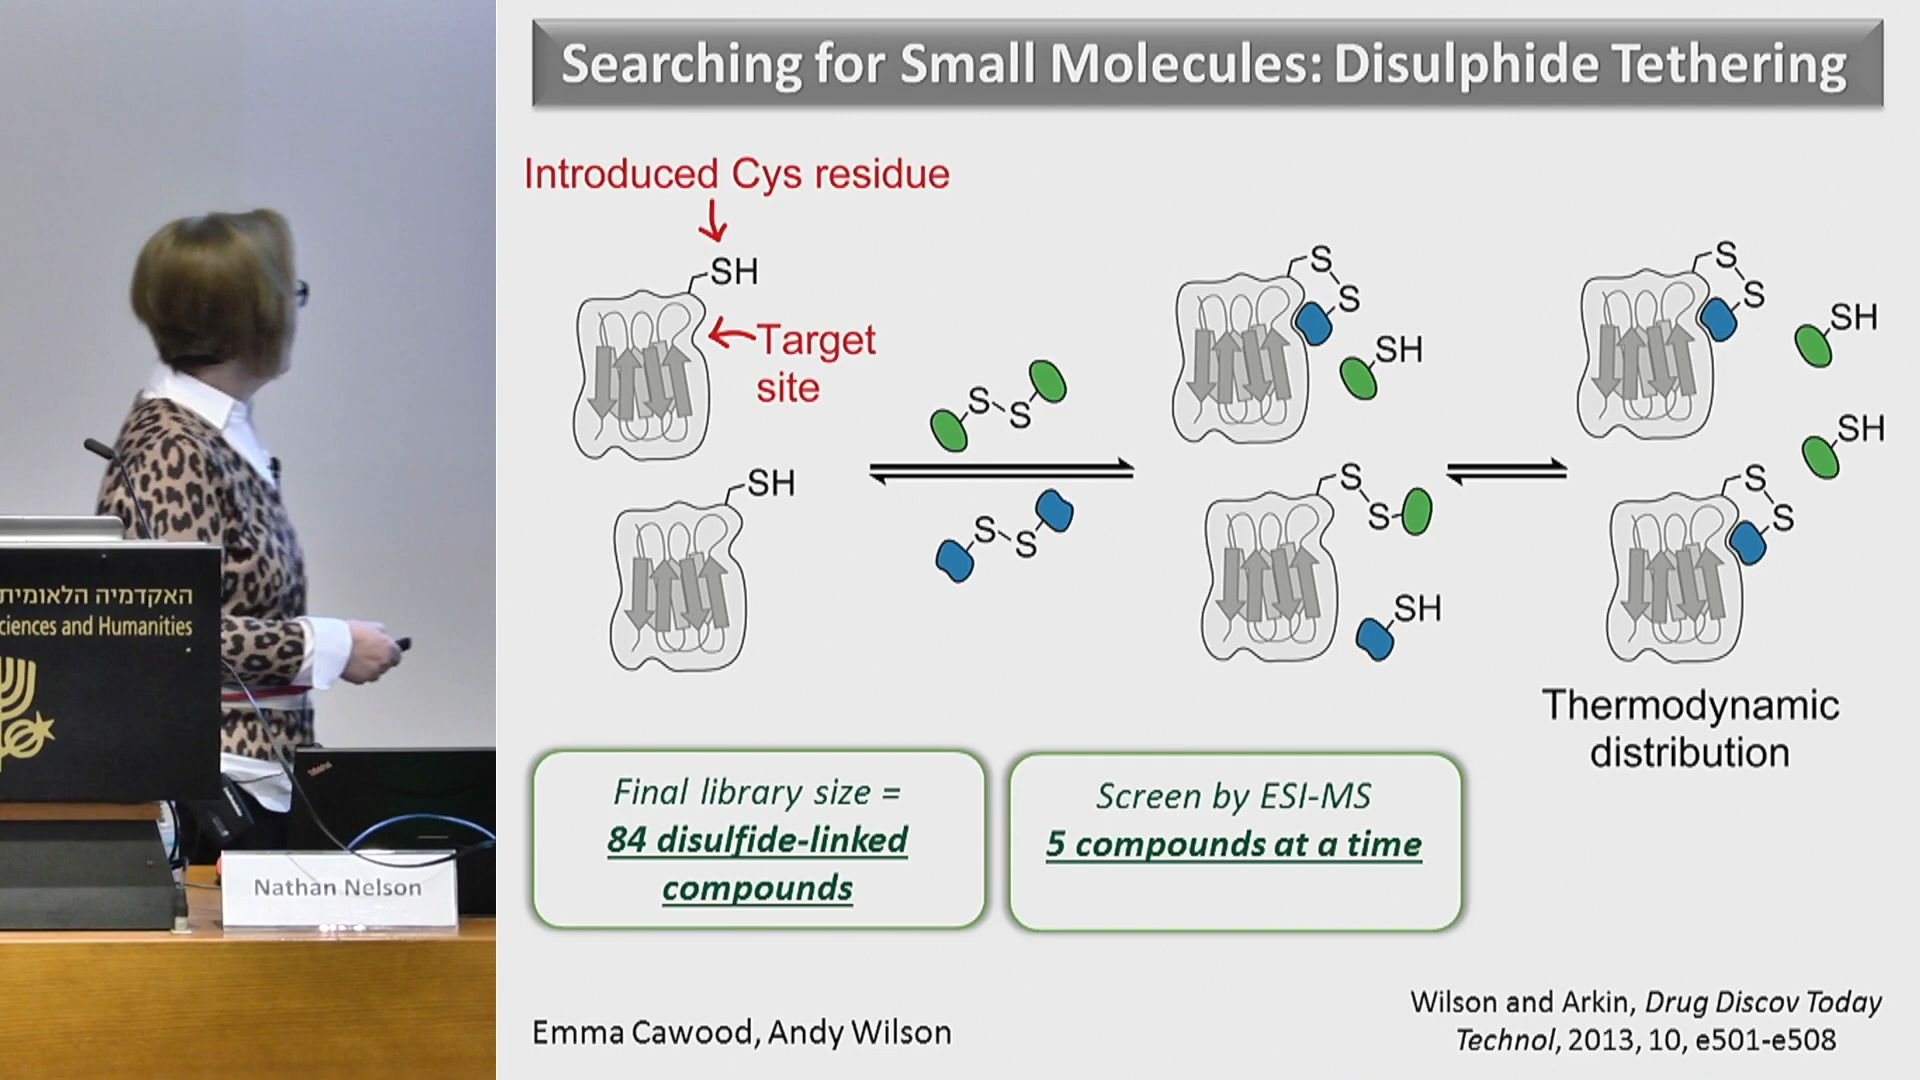 Searching for Small Molecules: Disulphide Tethering
Introduced Cys residue
SH
Target
site
SH
S S
S S
S
S
SH
S
S
SH
S
S
SH
SH
S
S
Thermodynamic
distribution
Final library size =
84 disulfide-linked
compounds
Screen by ESI-MS
5 compounds at a time
Emma Cawood, Andy Wilson
Wilson and Arkin, Drug Discov Today
Technol, 2013, 10, e501-e508
האקדמיה הלאומית
ciences and Humanities
Nathan Nelson